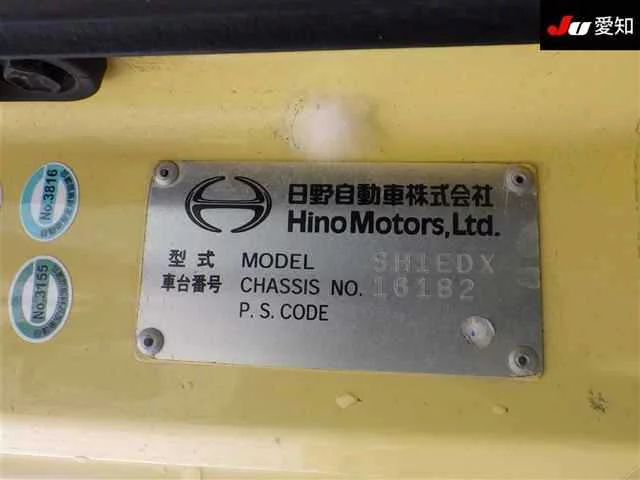 JU 愛知
日野自動車株式会社
Hino Motors, Ltd.
型式 MODEL SH1EDX
車台番号 CHASSIS NO. 16182
P. S. CODE
No.3816
No.3155